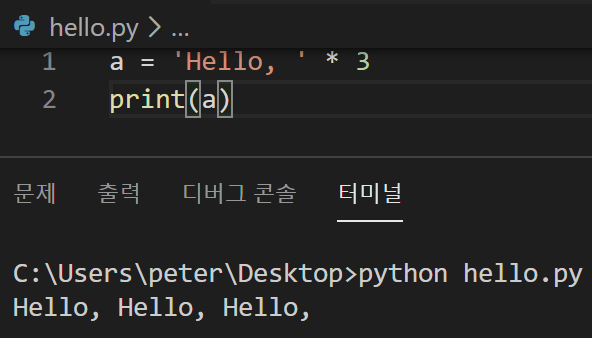 hello.py > ...
1 a = 'Hello, ' * 3
2 print(a)
문제 출력 디버그 콘솔 터미널
C:\Users\peter\Desktop>python hello.py
Hello, Hello, Hello,